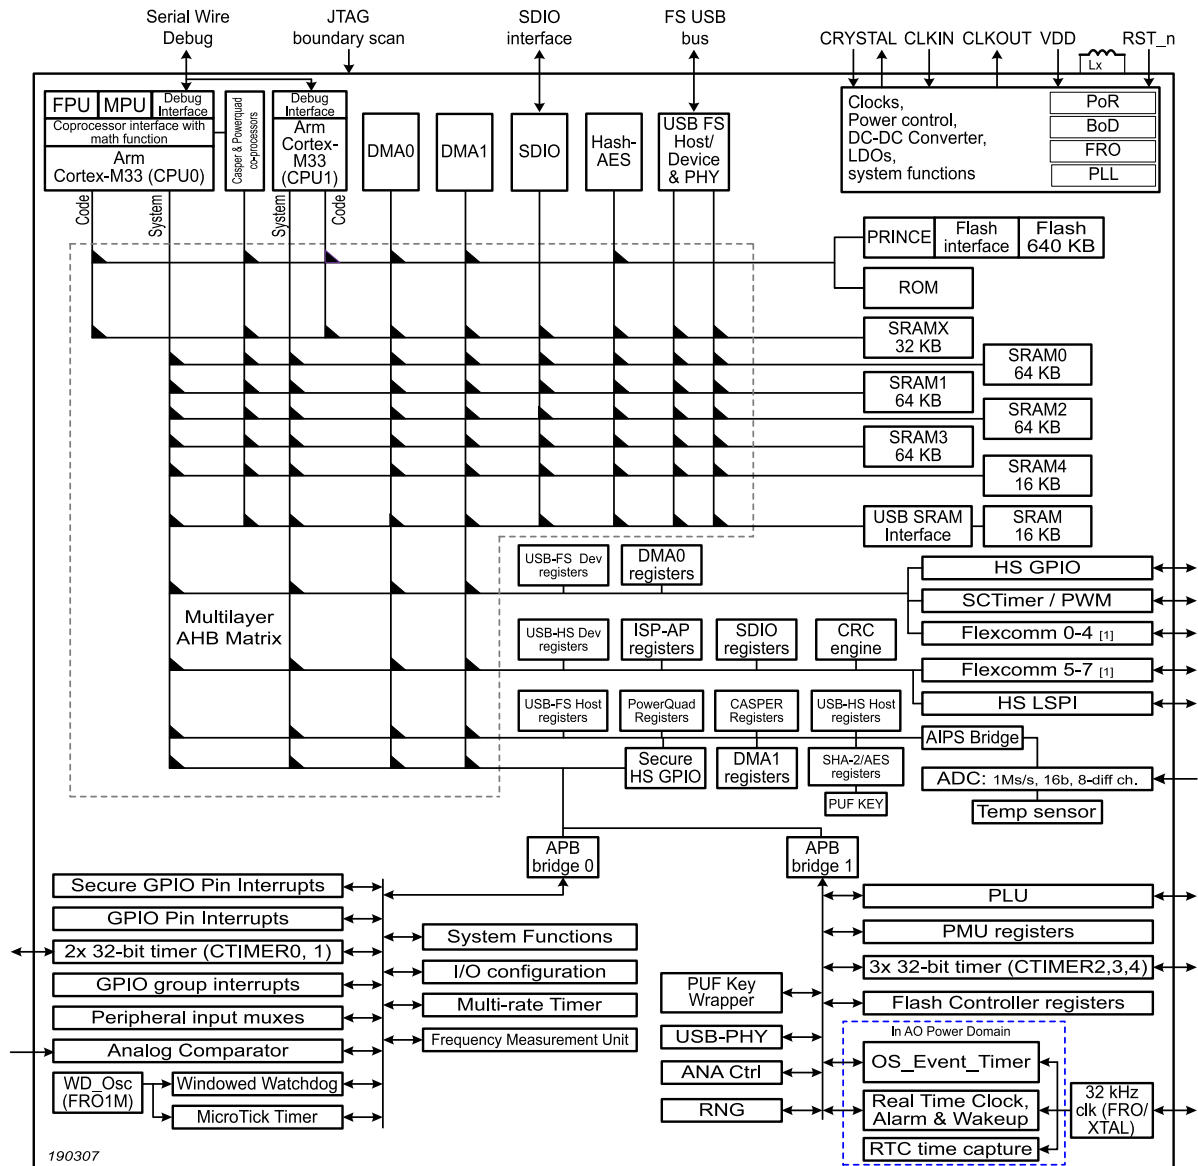 Serial Wire
Debug
JTAG
boundary scan
SDIO
interface
FS USB
bus
CRYSTAL
CLKIN
CLKOUT
VDD
Lx
RST_n
FPU
MPU
Debug
Interface
Coprocessor interface with
math function
Arm
Cortex-M33 (CPU0)
Casper & Powerquad
co-processors
Debug
Interface
Arm
Cortex-
M33
(CPU1)
DMA0
DMA1
SDIO
Hash-
AES
USB FS
Host/
Device
& PHY
Clocks,
Power control,
DC-DC Converter,
LDOs,
system functions
PoR
BoD
FRO
PLL
Code
System
System
Code
PRINCE
Flash
interface
Flash
640 KB
ROM
SRAMX
32 KB
SRAM0
64 KB
SRAM1
64 KB
SRAM2
64 KB
SRAM3
64 KB
SRAM4
16 KB
USB SRAM
Interface
SRAM
16 KB
Multilayer
AHB Matrix
USB-FS Dev
registers
DMA0
registers
HS GPIO
SCTimer / PWM
Flexcomm 0-4 [1]
USB-HS Dev
registers
ISP-AP
registers
SDIO
registers
CRC
engine
Flexcomm 5-7 [1]
HS LSPI
USB-FS Host
registers
PowerQuad
Registers
CASPER
Registers
USB-HS Host
registers
AIPS Bridge
Secure
HS GPIO
DMA1
registers
SHA-2/AES
registers
PUF KEY
ADC: 1Ms/s, 16b, 8-diff ch.
Temp sensor
APB
bridge 0
APB
bridge 1
Secure GPIO Pin Interrupts
GPIO Pin Interrupts
2x 32-bit timer (CTIMER0, 1)
GPIO group interrupts
Peripheral input muxes
Analog Comparator
WD_Osc
(FRO1M)
Windowed Watchdog
MicroTick Timer
System Functions
I/O configuration
Multi-rate Timer
Frequency Measurement Unit
PUF Key
Wrapper
USB-PHY
ANA Ctrl
RNG
PLU
PMU registers
3x 32-bit timer (CTIMER2,3,4)
Flash Controller registers
In AO Power Domain
OS_Event_Timer
Real Time Clock,
Alarm & Wakeup
RTC time capture
32 kHz
clk (FRO/
XTAL)
190307